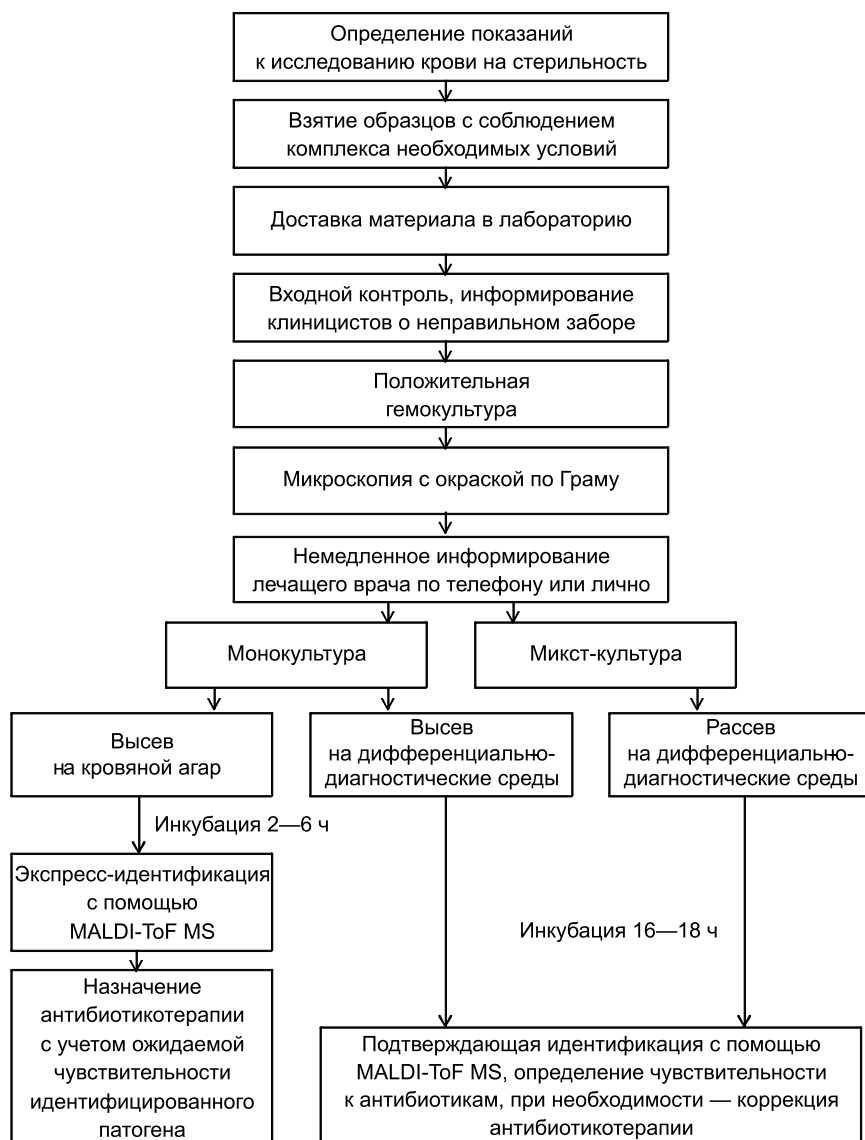 Определение показаний
к исследованию крови на стерильность
Взятие образцов с соблюдением
комплекса необходимых условий
Доставка материала в лабораторию
Входной контроль, информирование
клиницистов о неправильном заборе
Положительная
гемокультура
Микроскопия с окраской по Граму
Немедленное информирование
лечащего врача по телефону или лично
Монокультура
Микст-культура
Высев
на кровяной агар
Высев
на дифференциально-
диагностические среды
Рассев
на дифференциально-
диагностические среды
Инкубация 2—6 ч
Экспресс-идентификация
с помощью
MALDI-ToF MS
Инкубация 16—18 ч
Назначение
антибиотикотерапии
с учетом ожидаемой
чувствительности
идентифицированного
патогена
Подтверждающая идентификация с помощью
MALDI-ToF MS, определение чувствительности
к антибиотикам, при необходимости — коррекция
антибиотикотерапии